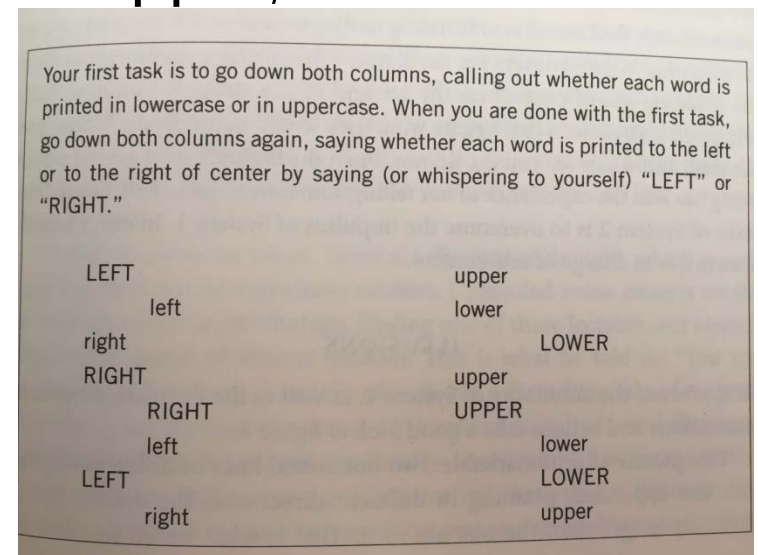 Your first task is to go down both columns, calling out whether each word is
printed in lowercase or in uppercase. When you are done with the first task,
go down both columns again, saying whether each word is printed to the left
or to the right of center by saying (or whispering to yourself) “LEFT” or
“RIGHT.”
LEFT upper
left lower
right LOWER
RIGHT upper
RIGHT UPPER
left lower
LEFT LOWER
right upper